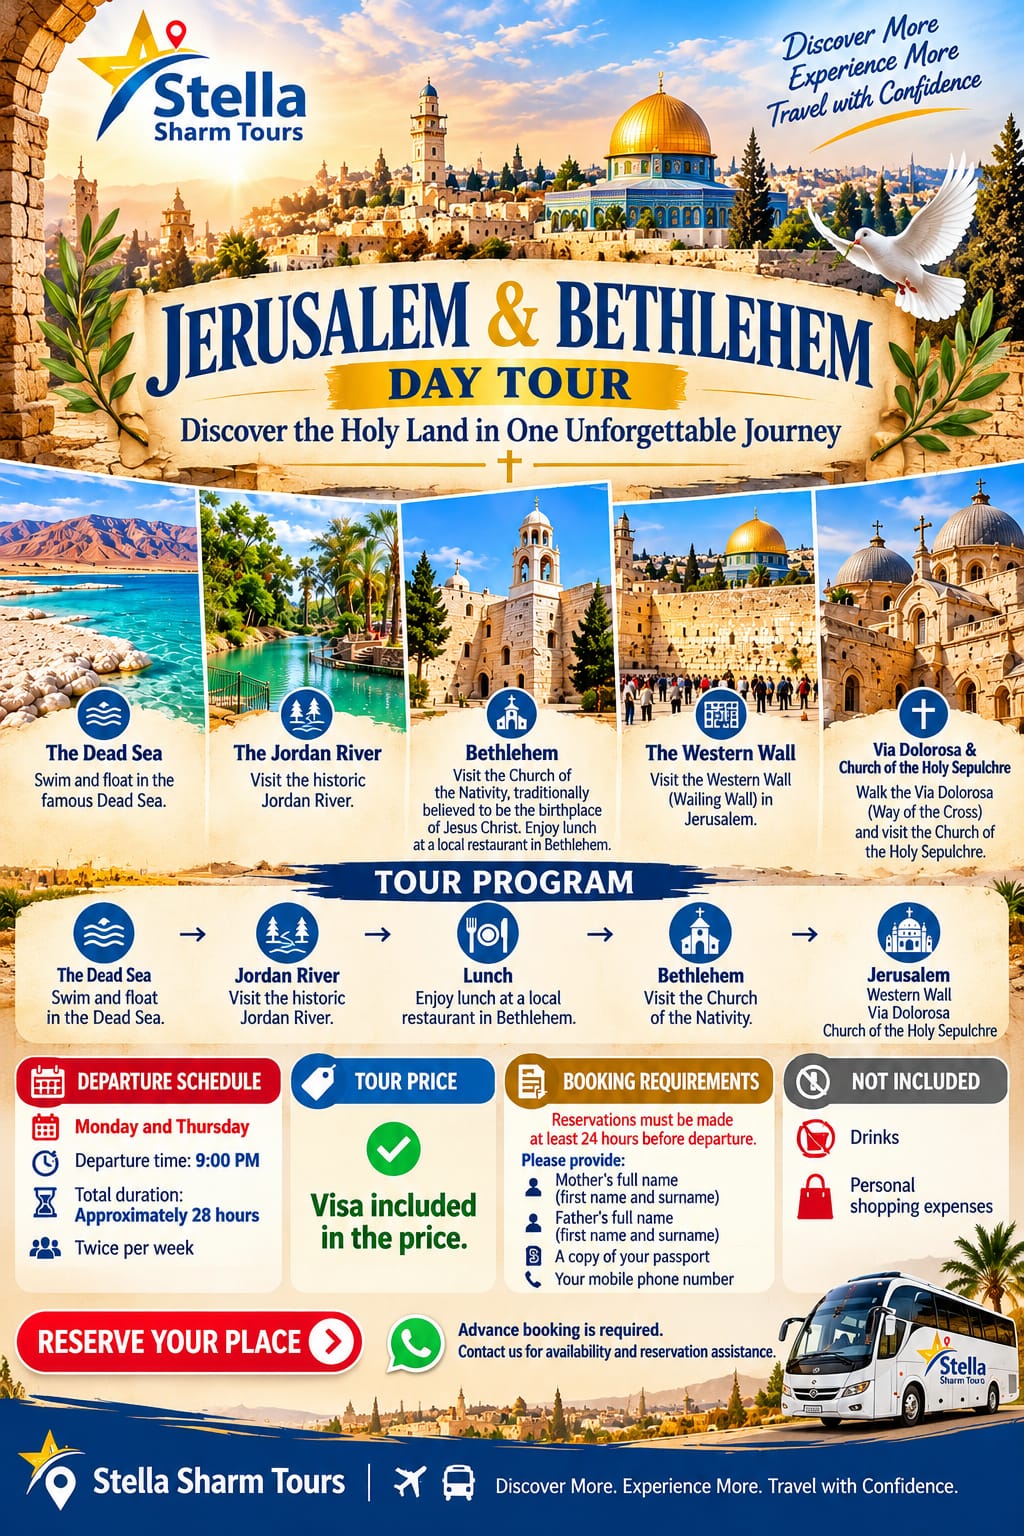 Stella
Sharm Tours
Discover More
Experience More
Travel with Confidence
JERUSALEM & BETHLEHEM
DAY TOUR
Discover the Holy Land in One Unforgettable Journey
The Dead Sea
Swim and float in the
famous Dead Sea.
The Jordan River
Visit the historic
Jordan River.
Bethlehem
Visit the Church of
the Nativity, traditionally
believed to be the birthplace
of Jesus Christ. Enjoy lunch
at a local restaurant in Bethlehem.
The Western Wall
Visit the Western Wall
(Wailing Wall) in
Jerusalem.
Via Dolorosa &
Church of the Holy Sepulchre
Walk the Via Dolorosa
(Way of the Cross)
and visit the Church of
the Holy Sepulchre.
TOUR PROGRAM
The Dead Sea
Swim and float
in the Dead Sea.
Jordan River
Visit the historic
Jordan River.
Lunch
Enjoy lunch at a local
restaurant in Bethlehem.
Bethlehem
Visit the Church
of the Nativity.
Jerusalem
Western Wall
Via Dolorosa
Church of the Holy Sepulchre
DEPARTURE SCHEDULE
Monday and Thursday
Departure time: 9:00 PM
Total duration:
Approximately 28 hours
Twice per week
TOUR PRICE
Visa included
in the price.
BOOKING REQUIREMENTS
Reservations must be made
at least 24 hours before departure.
Please provide:
Mother's full name
(first name and surname)
Father's full name
(first name and surname)
A copy of your passport
Your mobile phone number
NOT INCLUDED
Drinks
Personal
shopping expenses
RESERVE YOUR PLACE
Advance booking is required.
Contact us for availability and reservation assistance.
Stella
Sharm Tours
Stella Sharm Tours
Discover More. Experience More. Travel with Confidence.